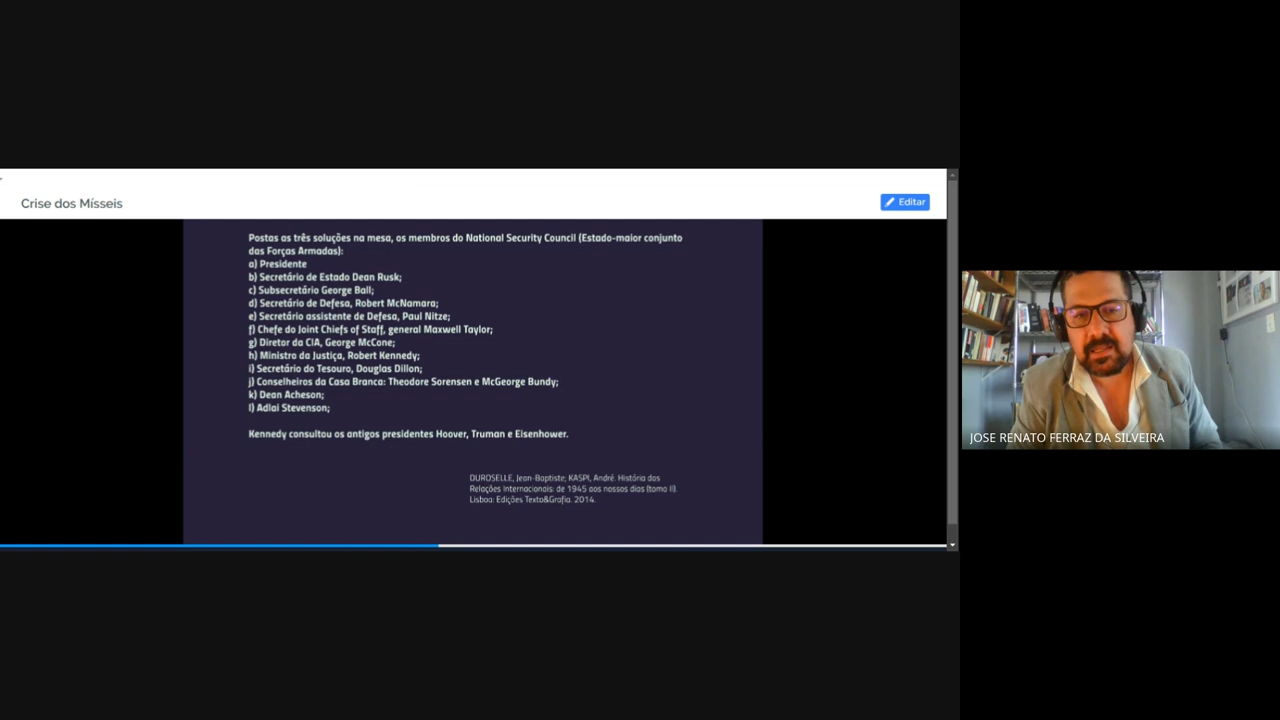 Crise dos Mísseis
Editar
Postas as três soluções na mesa, os membros do National Security Council (Estado-maior conjunto
das Forças Armadas):
a) Presidente
b) Secretário de Estado Dean Rusk;
c) Subsecretário George Ball;
d) Secretário de Defesa, Robert McNamara;
e) Secretário assistente de Defesa, Paul Nitze;
f) Chefe do Joint Chiefs of Staff, general Maxwell Taylor;
g) Diretor da CIA, George McCone;
h) Ministro da Justiça, Robert Kennedy;
i) Secretário do Tesouro, Douglas Dillon;
j) Conselheiros da Casa Branca: Theodore Sorensen e McGeorge Bundy;
k) Dean Acheson;
l) Adlai Stevenson;
Kennedy consultou os antigos presidentes Hoover, Truman e Eisenhower.
DUROSELLE, Jean-Baptiste; KASPI, André. História das
Relações Internacionais: de 1945 aos nossos dias (tomo II).
Lisboa: Edições Texto&Grafia. 2014.
JOSE RENATO FERRAZ DA SILVEIRA